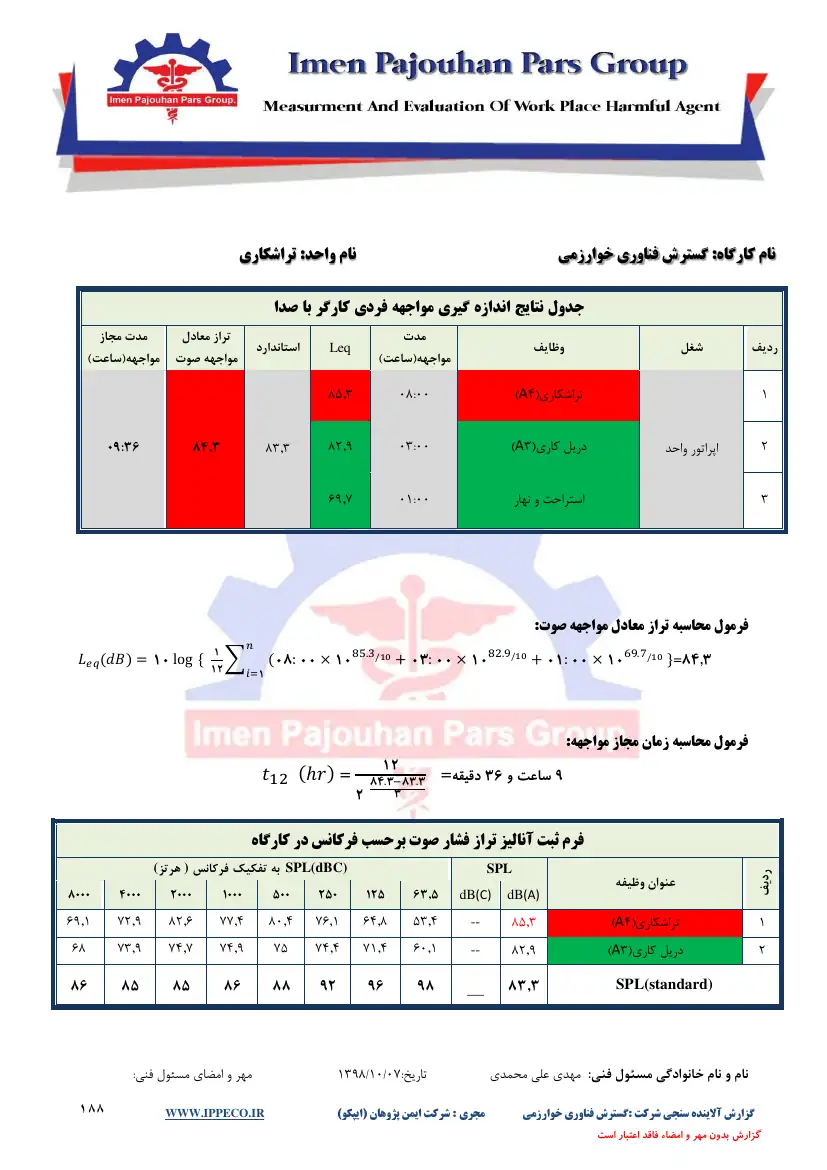 Imen Pajouhan Pars Group
Imen Pajouhan Pars Group.
Measurment And Evaluation Of Work Place Harmful Agent
نام کارگاه: گسترش فناوری خوارزمی نام واحد: تراشکاری
جدول نتایج اندازه گیری مواجهه فردی کارگر با صدا
ردیف شغل وظایف مدت مواجهه(ساعت) Leq استاندارد تراز معادل مواجهه صوت مدت مجاز مواجهه(ساعت)
۱ تراشکاری(A۴) ۰۸:۰۰ ۸۵,۳
۲ اپراتور واحد دریل کاری(A۳) ۰۳:۰۰ ۸۲,۹ ۸۳,۳ ۸۴,۳ ۰۹:۳۶
۳ استراحت و نهار ۰۱:۰۰ ۶۹,۷
فرمول محاسبه تراز معادل مواجهه صوت:
L_eq(dB) = ۱۰ log { ۱/۱۲ ∑_{i=۱}^{n} (۰۸: ۰۰ × ۱۰^{85.3/10} + ۰۳: ۰۰ × ۱۰^{82.9/10} + ۰۱: ۰۰ × ۱۰^{69.7/10} }=۸۴,۳
Imen Pajouhan Pars Group.
فرمول محاسبه زمان مجاز مواجهه:
t_12 (hr) = ۱۲ / ۲^{(۸۴.۳−۸۳.۳)/۳} = ۹ ساعت و ۳۶ دقیقه
فرم ثبت آنالیز تراز فشار صوت برحسب فرکانس در کارگاه
ردیف عنوان وظیفه SPL SPL(dBC) به تفکیک فرکانس ( هرتز)
dB(A) dB(C) ۶۳,۵ ۱۲۵ ۲۵۰ ۵۰۰ ۱۰۰۰ ۲۰۰۰ ۴۰۰۰ ۸۰۰۰
۱ تراشکاری(A۴) ۸۵,۳ -- ۵۳,۴ ۶۴,۸ ۷۶,۱ ۸۰,۴ ۷۷,۴ ۸۲,۶ ۷۲,۹ ۶۹,۱
۲ دریل کاری(A۳) ۸۲,۹ -- ۶۰,۱ ۷۱,۴ ۷۴,۴ ۷۵ ۷۴,۹ ۷۴,۷ ۷۳,۹ ۶۸
SPL(standard) ۸۳,۳ __ ۹۸ ۹۶ ۹۲ ۸۸ ۸۶ ۸۵ ۸۵ ۸۶
نام و نام خانوادگی مسئول فنی: مهدی علی محمدی تاریخ:۱۳۹۸/۱۰/۰۷ مهر و امضای مسئول فنی:
گزارش آلاینده سنجی شرکت :گسترش فناوری خوارزمی مجری : شرکت ایمن پژوهان (ایپکو) WWW.IPPECO.IR ۱۸۸
گزارش بدون مهر و امضاء فاقد اعتبار است